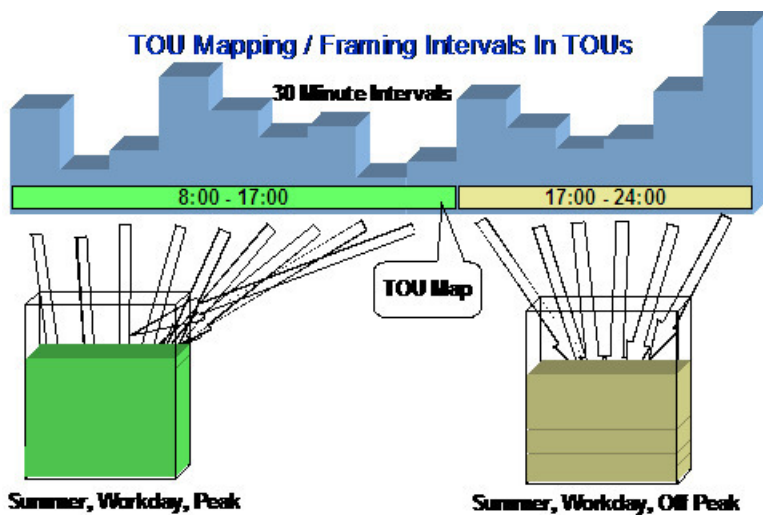 TOU Mapping / Framing Intervals In TOUs
30 Minute Intervals
8:00 - 17:00
17:00 - 24:00
TOU Map
Summer, Workday, Peak
Summer, Workday, Off Peak